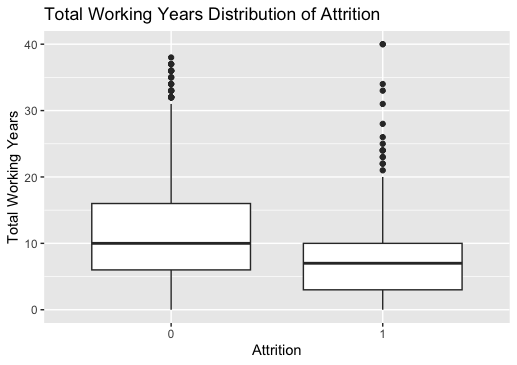 Total Working Years Distribution of Attrition
40
30
20
10
0
Total Working Years
0
1
Attrition